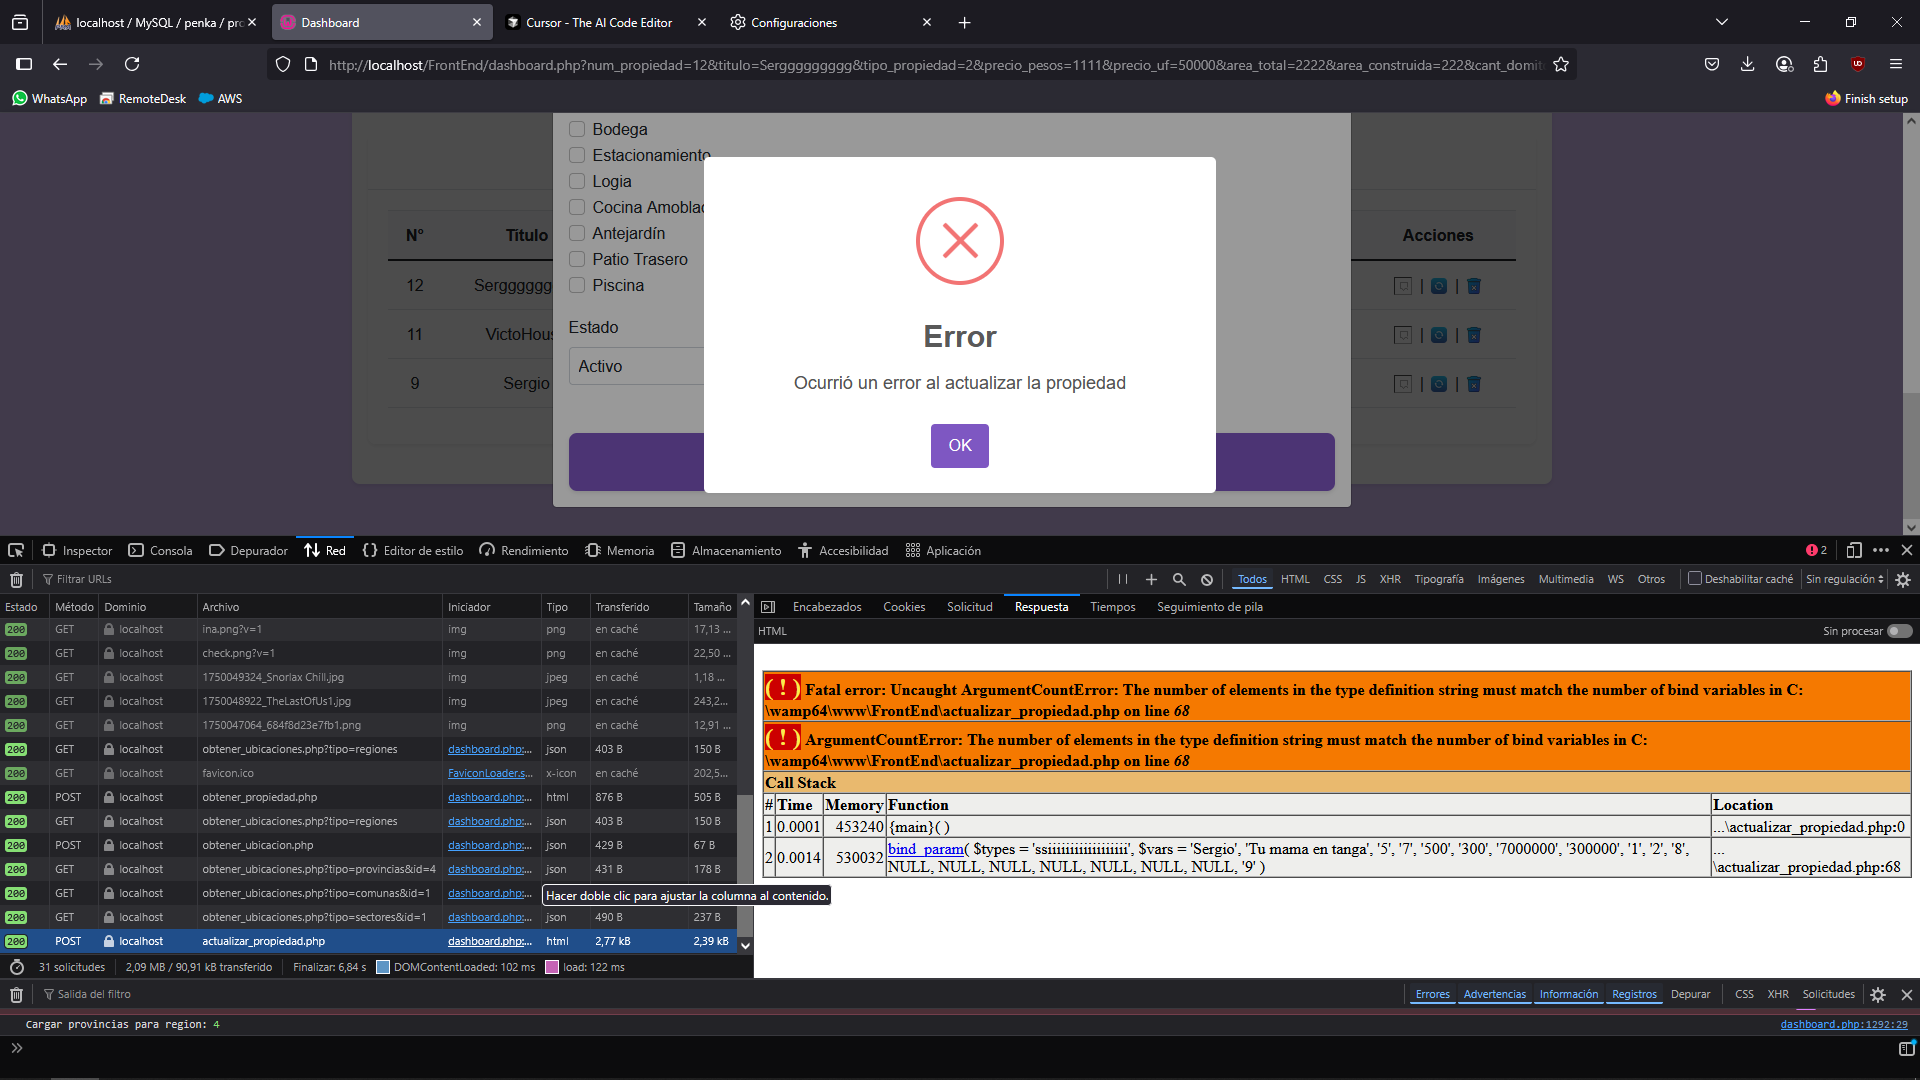 localhost / MySQL / penka / pro
Dashboard
Cursor - The AI Code Editor
Configuraciones
http://localhost/FrontEnd/dashboard.php?num_propiedad=12&titulo=Serggggggggg&tipo_propiedad=2&precio_pesos=1111&precio_uf=50000&area_total=2222&area_construida=222&cant_domito
WhatsApp
RemoteDesk
AWS
Finish setup
Bodega
Estacionamiento
Logia
Cocina Amoblad
Antejardín
Patio Trasero
Piscina
Estado
Activo
N°
Titulo
Acciones
12
Sergggggg
11
VictoHous
9
Sergio
Error
Ocurrió un error al actualizar la propiedad
OK
Inspector
Consola
Depurador
Red
Editor de estilo
Rendimiento
Memoria
Almacenamiento
Accesibilidad
Aplicación
2
Filtrar URLs
Todos
HTML
CSS
JS
XHR
Tipografía
Imágenes
Multimedia
WS
Otros
Deshabilitar caché
Sin regulación
Estado Método Dominio Archivo Iniciador Tipo Transferido Tamaño
200 GET localhost ina.png?v=1 img png en caché 17,13 ...
200 GET localhost check.png?v=1 img png en caché 22,50 ...
200 GET localhost 1750049324_Snorlax Chill.jpg img jpeg en caché 1,18 ...
200 GET localhost 1750048922_TheLastOfUs1.jpg img jpeg en caché 243,2...
200 GET localhost 1750047064_684f8d23e7fb1.png img png en caché 12,91 ...
200 GET localhost obtener_ubicaciones.php?tipo=regiones dashboard.php:... json 403 B 150 B
200 GET localhost favicon.ico FaviconLoader.s... x-icon en caché 202,5...
200 POST localhost obtener_propiedad.php dashboard.php:... html 876 B 505 B
200 GET localhost obtener_ubicaciones.php?tipo=regiones dashboard.php:... json 403 B 150 B
200 POST localhost obtener_ubicacion.php dashboard.php:... json 429 B 67 B
200 GET localhost obtener_ubicaciones.php?tipo=provincias&id=4 dashboard.php:... json 431 B 178 B
200 GET localhost obtener_ubicaciones.php?tipo=comunas&id=1 dashboard.php:...
Hacer doble clic para ajustar la columna al contenido.
200 GET localhost obtener_ubicaciones.php?tipo=sectores&id=1 dashboard.php:... json 490 B 237 B
200 POST localhost actualizar_propiedad.php dashboard.php:... html 2,77 kB 2,39 kB
31 solicitudes
2,09 MB / 90,91 kB transferido
Finalizar: 6,84 s
DOMContentLoaded: 102 ms
load: 122 ms
Encabezados
Cookies
Solicitud
Respuesta
Tiempos
Seguimiento de pila
HTML
Sin procesar
( ! ) Fatal error: Uncaught ArgumentCountError: The number of elements in the type definition string must match the number of bind variables in C:
\wamp64\www\FrontEnd\actualizar_propiedad.php on line 68
( ! ) ArgumentCountError: The number of elements in the type definition string must match the number of bind variables in C:
\wamp64\www\FrontEnd\actualizar_propiedad.php on line 68
Call Stack
# Time Memory Function Location
1 0.0001 453240 {main}( ) ...\actualizar_propiedad.php:0
2 0.0014 530032 bind_param( $types = 'ssiiiiiiiiiiiiiiiiii', $vars = 'Sergio', 'Tu mama en tanga', '5', '7', '500', '300', '7000000', '300000', '1', '2', '8', ...
NULL, NULL, NULL, NULL, NULL, NULL, NULL, '9' ) \actualizar_propiedad.php:68
Salida del filtro
Errores
Advertencias
Información
Registros
Depurar
CSS
XHR
Solicitudes
Cargar provincias para region: 4
dashboard.php:1292:29